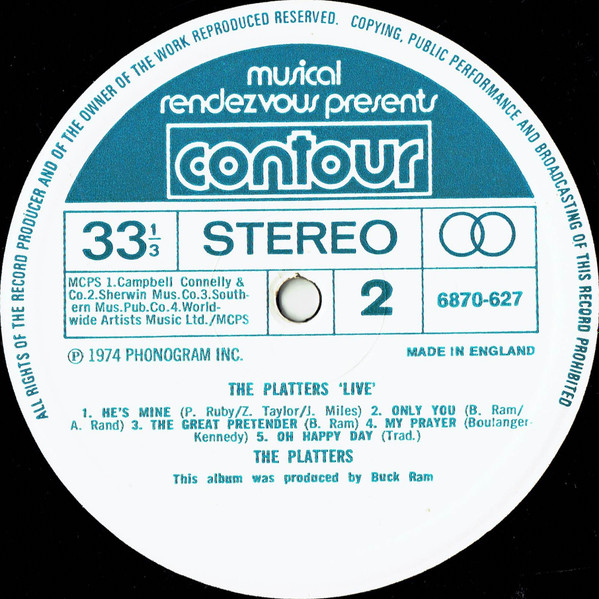 ALL RIGHTS OF THE RECORD PRODUCER AND OF THE OWNER OF THE WORK REPRODUCED RESERVED. COPYING, PUBLIC PERFORMANCE AND BROADCASTING OF THIS RECORD PROHIBITED
musical
rendezvous presents
contour
33 1/3
STEREO
MCPS 1.Campbell Connelly &
Co.2.Sherwin Mus.Co.3.South-
ern Mus.Pub.Co.4.World-
wide Artists Music Ltd./MCPS
2
6870-627
Ⓟ 1974 PHONOGRAM INC.
MADE IN ENGLAND
THE PLATTERS 'LIVE'
1. HE'S MINE (P. Ruby/Z. Taylor/J. Miles) 2. ONLY YOU (B. Ram/
A. Rand) 3. THE GREAT PRETENDER (B. Ram) 4. MY PRAYER (Boulanger-
Kennedy) 5. OH HAPPY DAY (Trad.)
THE PLATTERS
This album was produced by Buck Ram